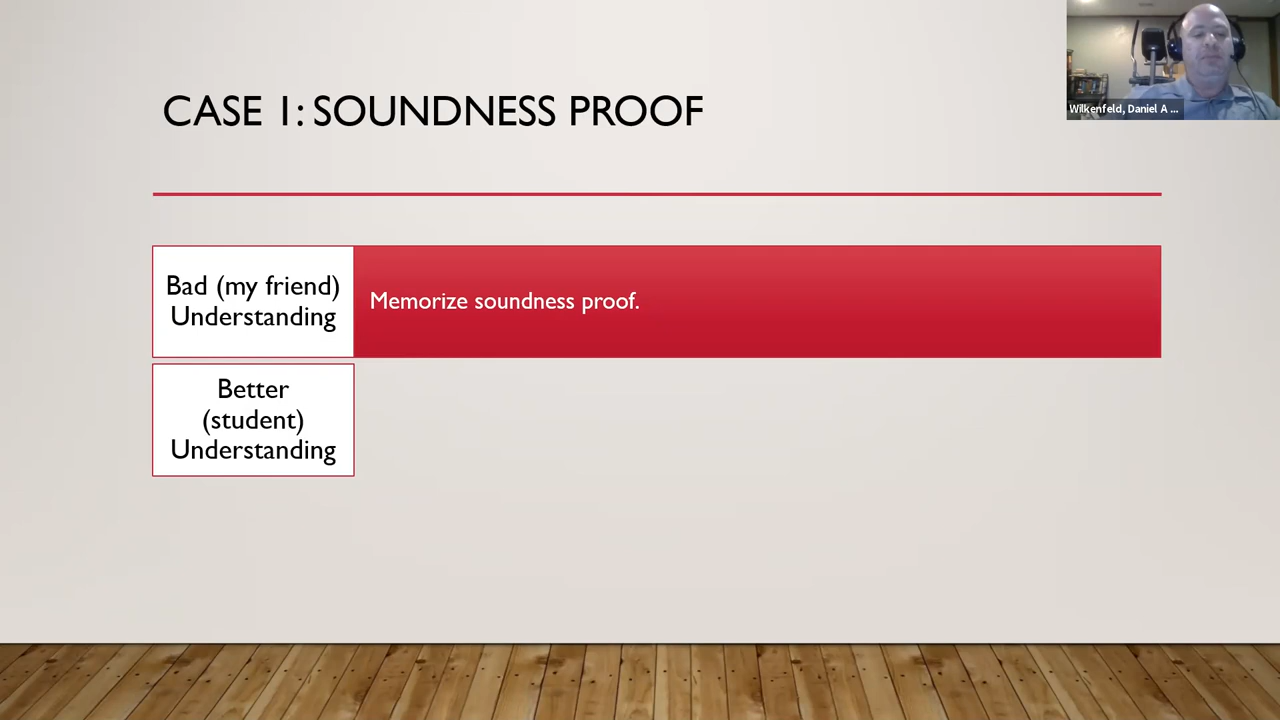 CASE 1: SOUNDNESS PROOF
Wilkenfeld, Daniel A ...
Bad (my friend)
Understanding
Memorize soundness proof.
Better
(student)
Understanding